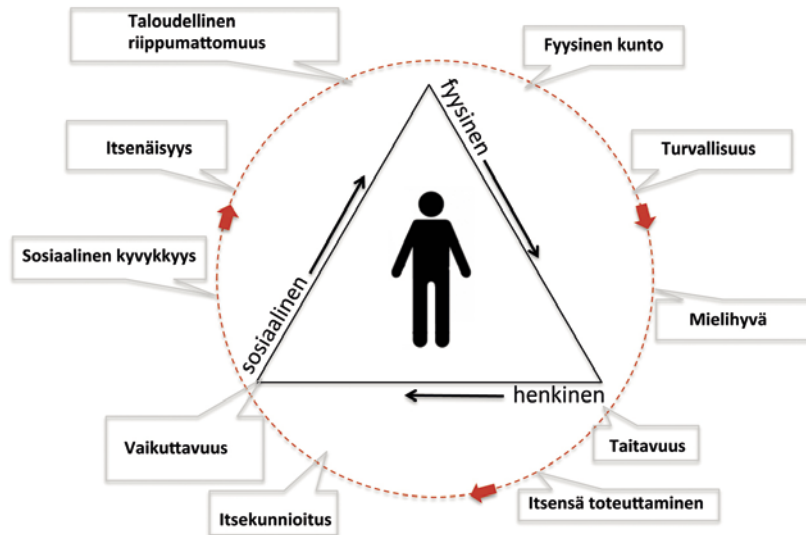 Taloudellinen
riippumattomuus
Fyysinen kunto
fyysinen
Itsenäisyys
Turvallisuus
Sosiaalinen kyvykkyys
sosiaalinen
Mielihyvä
henkinen
Vaikuttavuus
Taitavuus
Itsekunnioitus
Itsensä toteuttaminen